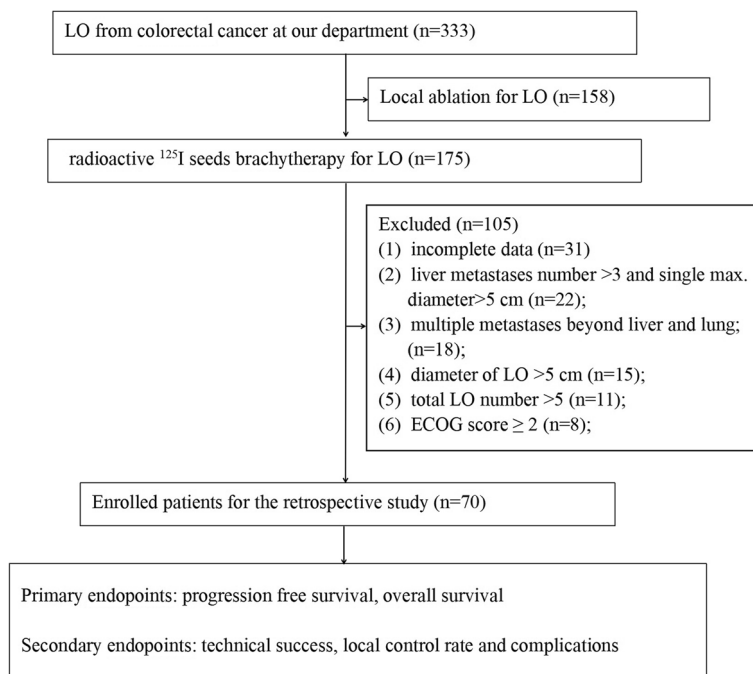 LO from colorectal cancer at our department (n=333)
Local ablation for LO (n=158)
radioactive ¹²⁵I seeds brachytherapy for LO (n=175)
Excluded (n=105)
(1) incomplete data (n=31)
(2) liver metastases number >3 and single max.
diameter>5 cm (n=22);
(3) multiple metastases beyond liver and lung;
(n=18);
(4) diameter of LO >5 cm (n=15);
(5) total LO number >5 (n=11);
(6) ECOG score ≥ 2 (n=8);
Enrolled patients for the retrospective study (n=70)
Primary endpoints: progression free survival, overall survival
Secondary endpoints: technical success, local control rate and complications